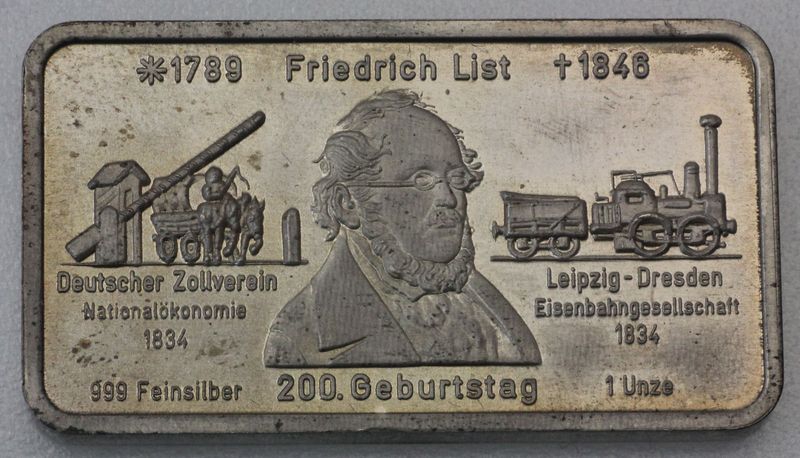 *1789 Friedrich List †1846
Deutscher Zollverein
Nationalökonomie
1834
Leipzig-Dresden
Eisenbahngesellschaft
1834
999 Feinsilber 200. Geburtstag 1 Unze